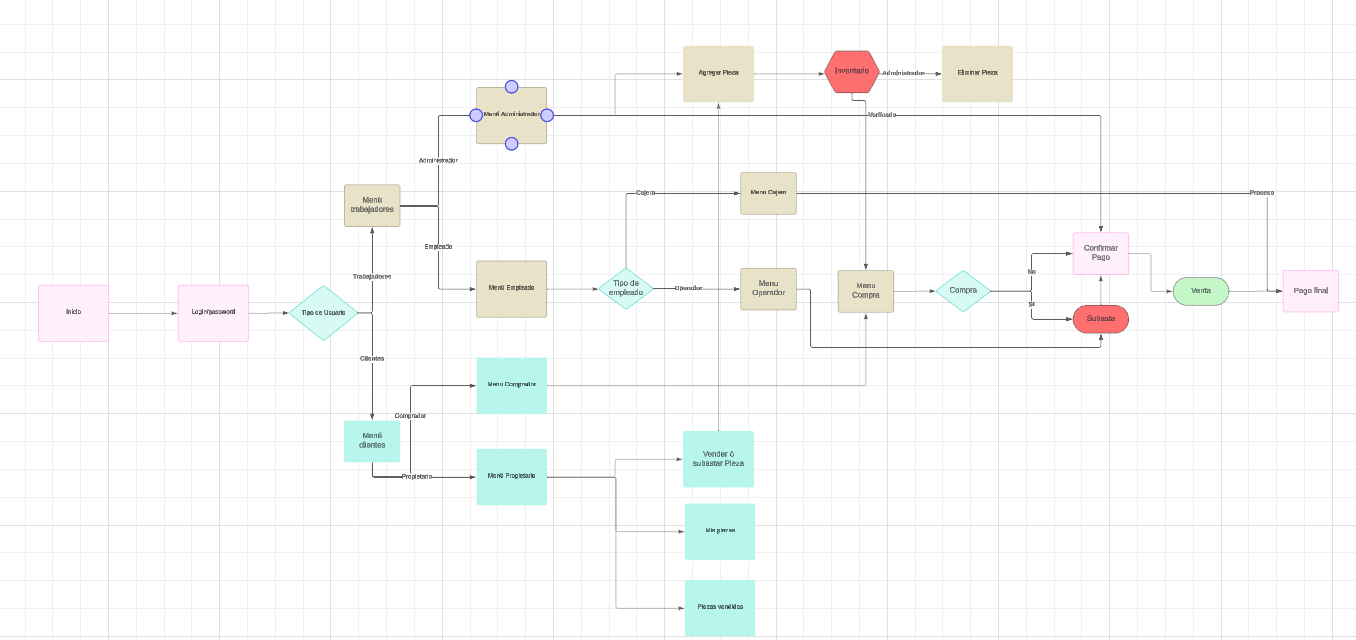 Agregar Pieza
Inventario
Administrador
Eliminar Pieza
Menú Administrador
Verificado
Administrador
Menú
trabajadores
Cajero
Menu Cajero
Proceso
Empleado
Confirmar
Pago
Trabajadores
Menú Empleado
Tipo de
empleado
Operador
Menu
Operador
Menu
Compra
Compra
No
Si
Venta
Pago final
Inicio
Login/password
Tipo de Usuario
Subasta
Clientes
Menu Comprador
Comprador
Menú
clientes
Vender ó
subastar Pieza
Propietario
Menú Propietario
Mis piezas
Piezas vendidas